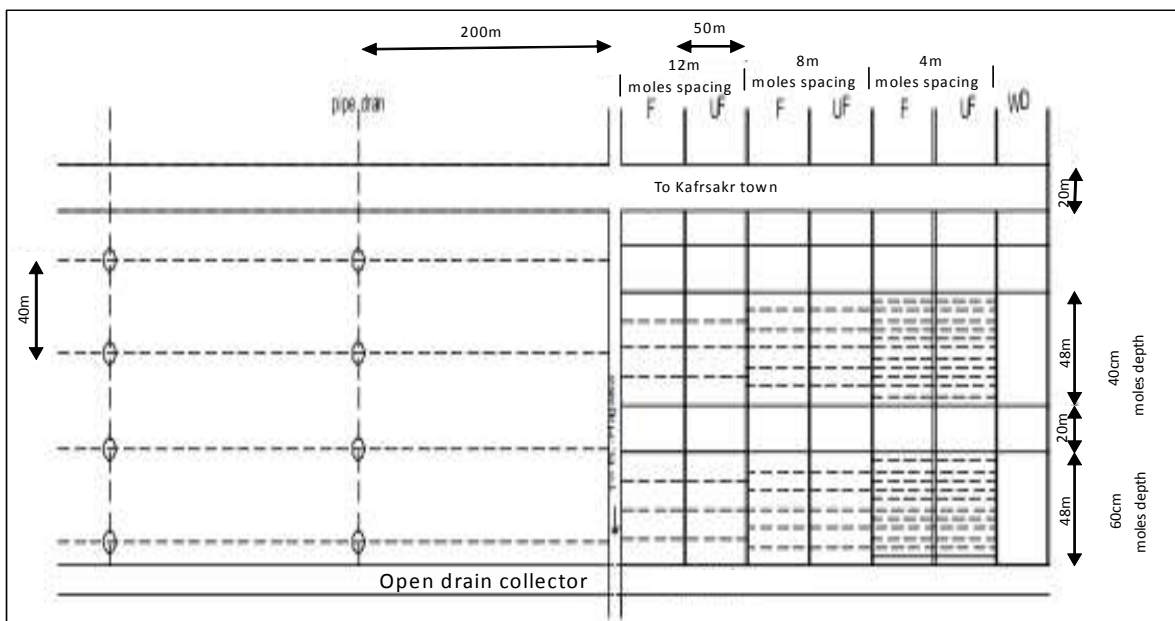 200m
50m
12m
moles spacing
8m
moles spacing
4m
moles spacing
pipe drain
F
UF
F
UF
F
UF
WD
To Kafrsakr town
20m
40m
48m
40cm
moles depth
20m
48m
60cm
moles depth
Open drain collector